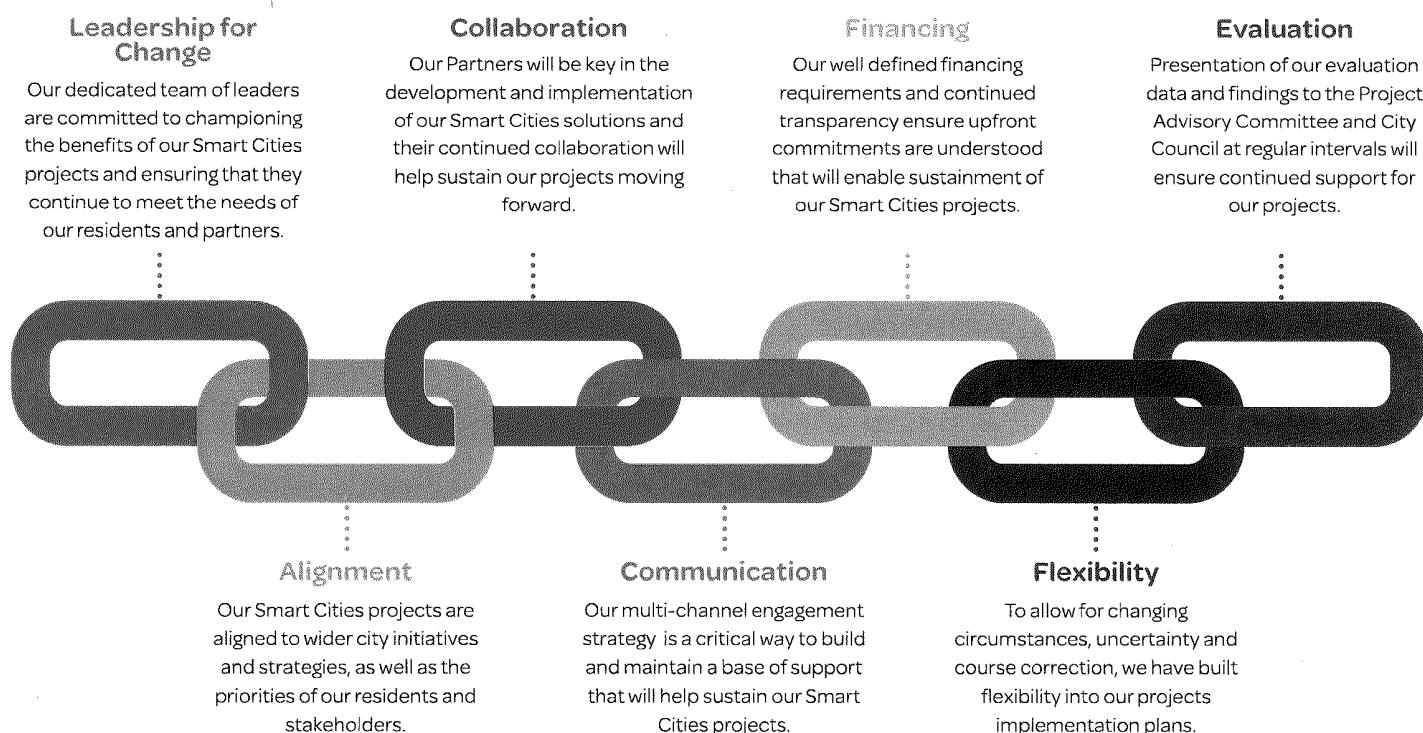 Leadership for
Change
Our dedicated team of leaders
are committed to championing
the benefits of our Smart Cities
projects and ensuring that they
continue to meet the needs of
our residents and partners.
Collaboration
Our Partners will be key in the
development and implementation
of our Smart Cities solutions and
their continued collaboration will
help sustain our projects moving
forward.
Financing
Our well defined financing
requirements and continued
transparency ensure upfront
commitments are understood
that will enable sustainment of
our Smart Cities projects.
Evaluation
Presentation of our evaluation
data and findings to the Project
Advisory Committee and City
Council at regular intervals will
ensure continued support for
our projects.
Alignment
Our Smart Cities projects are
aligned to wider city initiatives
and strategies, as well as the
priorities of our residents and
stakeholders.
Communication
Our multi-channel engagement
strategy is a critical way to build
and maintain a base of support
that will help sustain our Smart
Cities projects.
Flexibility
To allow for changing
circumstances, uncertainty and
course correction, we have built
flexibility into our projects
implementation plans.